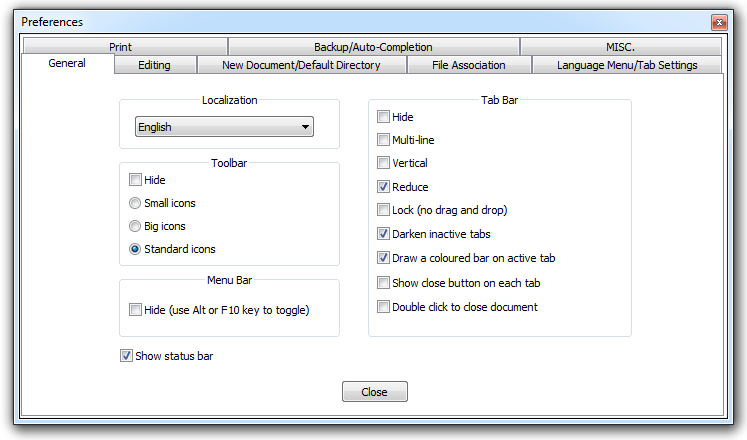 Preferences
Print Backup/Auto-Completion MISC.
General Editing New Document/Default Directory File Association Language Menu/Tab Settings
Localization
English
Toolbar
Hide
Small icons
Big icons
Standard icons
Menu Bar
Hide (use Alt or F10 key to toggle)
Show status bar
Tab Bar
Hide
Multi-line
Vertical
Reduce
Lock (no drag and drop)
Darken inactive tabs
Draw a coloured bar on active tab
Show close button on each tab
Double click to close document
Close